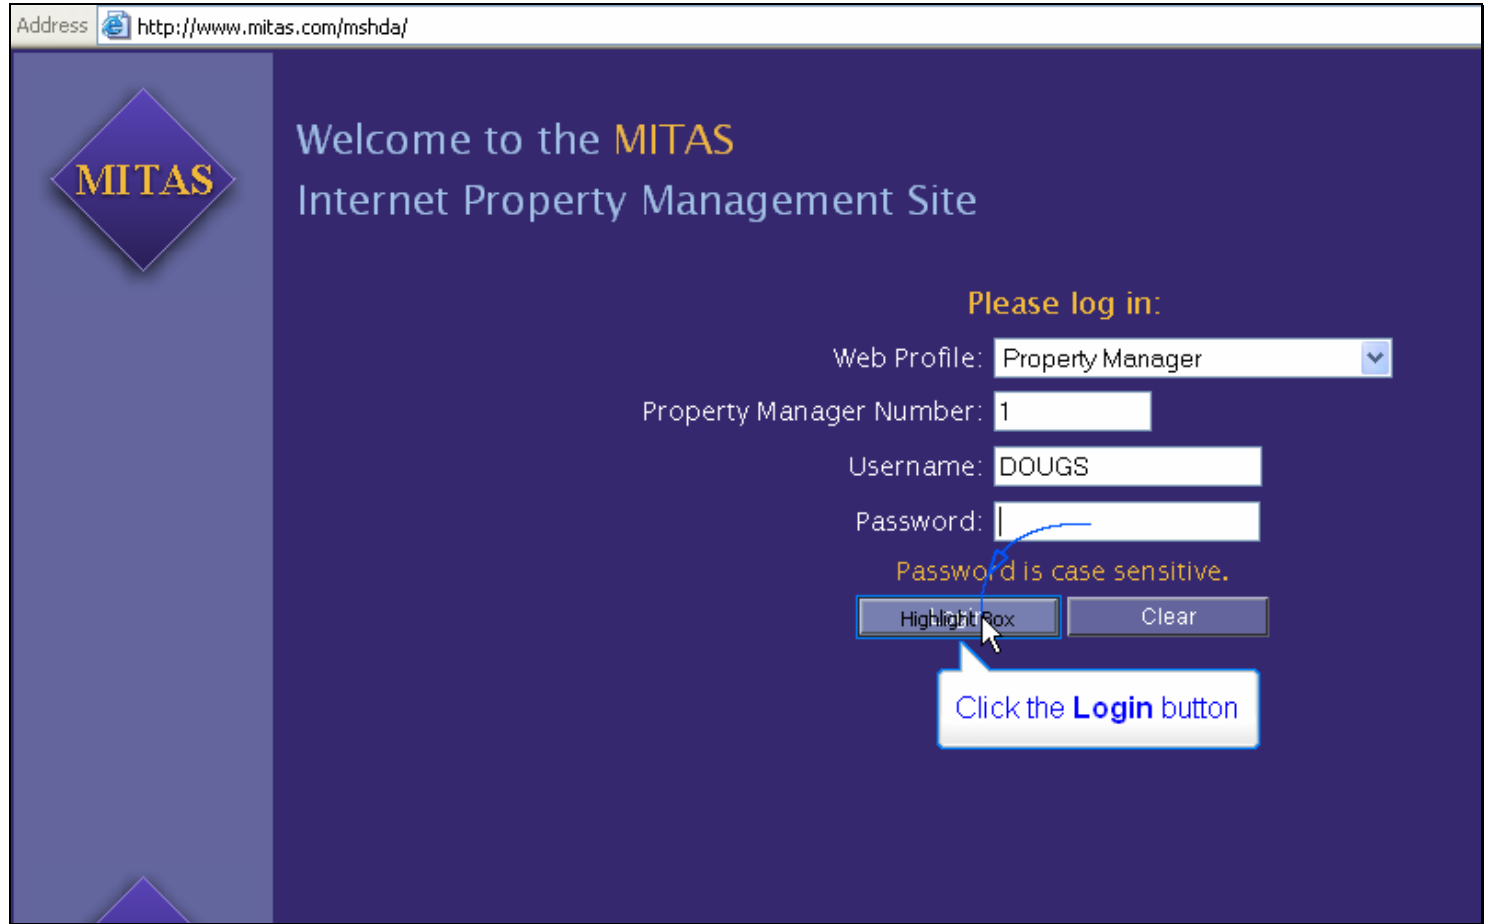 Address http://www.mitas.com/mshda/
MITAS
Welcome to the MITAS
Internet Property Management Site
Please log in:
Web Profile: Property Manager
Property Manager Number: 1
Username: DOUGS
Password:
Password is case sensitive.
Login Highlight Box Clear
Click the Login button